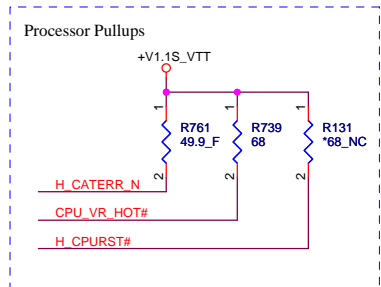 Processor Pullups
+V1.1S_VTT
1 1 1
R761 R739 R131
49.9_F 68 *68_NC
2 2 2
H_CATERR_N
CPU_VR_HOT#
H_CPURST#